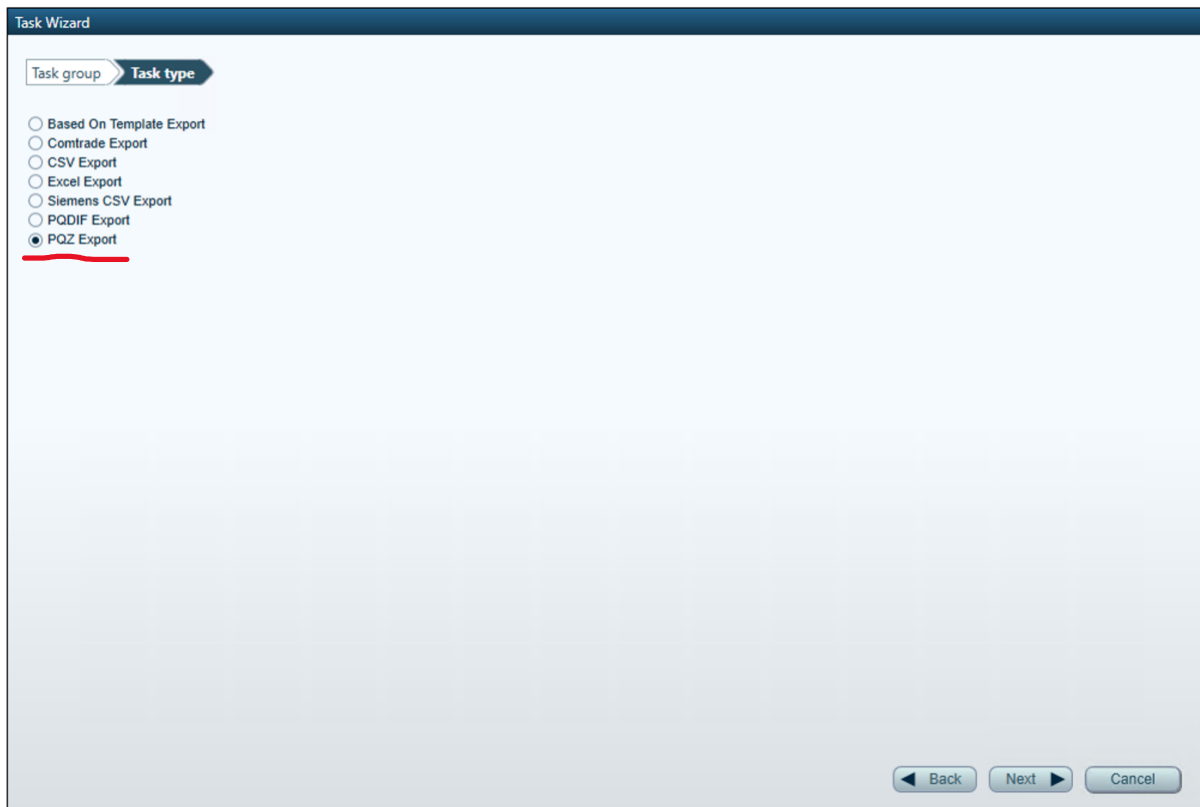 Task Wizard
Task group Task type
Based On Template Export
Comtrade Export
CSV Export
Excel Export
Siemens CSV Export
PQDIF Export
PQZ Export
Back Next Cancel